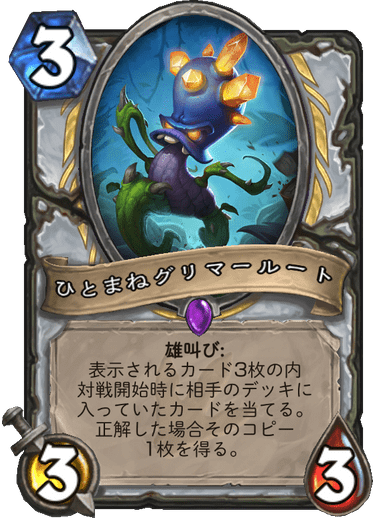 3
ひとまねグリマールート
雄叫び:
表示されるカード3枚の内
対戦開始時に相手のデッキに
入っていたカードを当てる。
正解した場合そのコピー
1枚を得る。
3
3